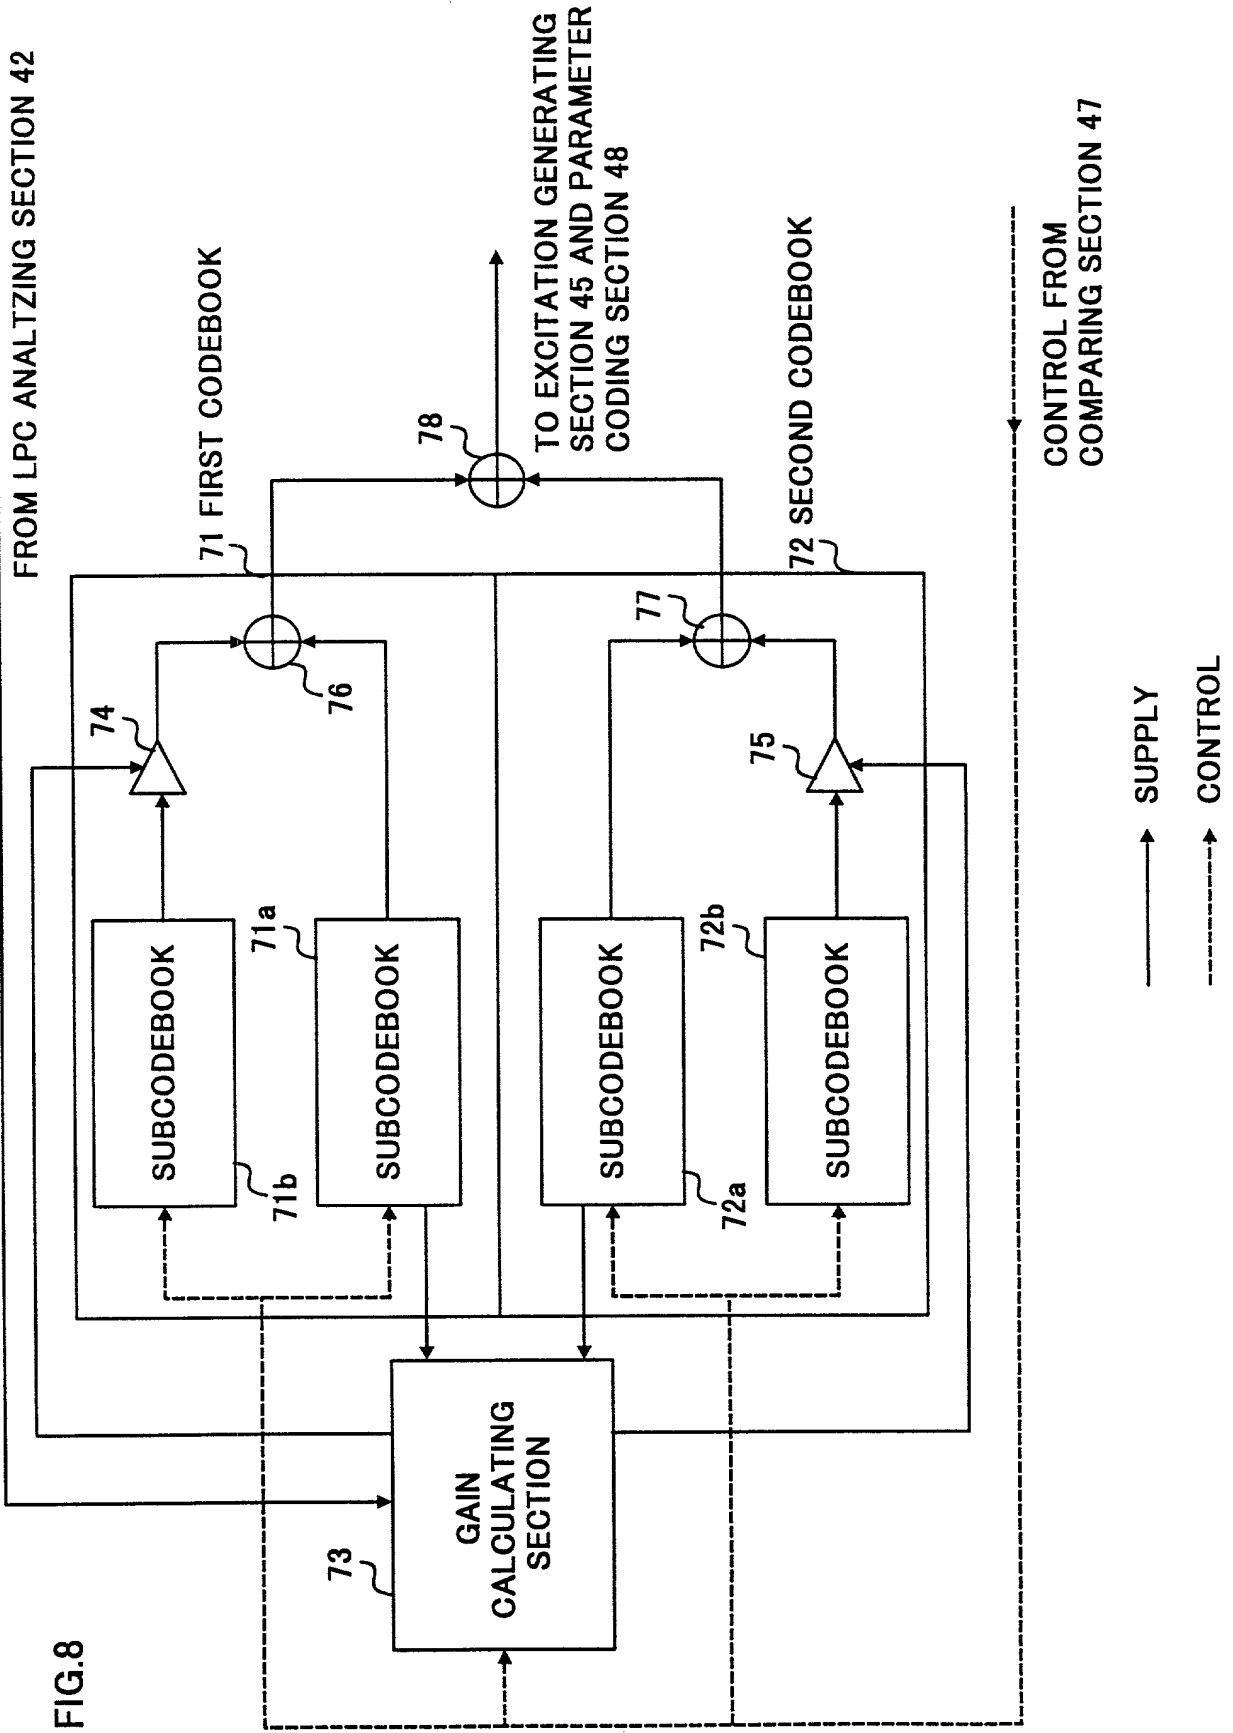 FIG.8
FROM LPC ANALTZING SECTION 42
73
GAIN
CALCULATING
SECTION
71b
SUBCODEBOOK
71a
SUBCODEBOOK
72a
SUBCODEBOOK
72b
SUBCODEBOOK
74
75
76
77
71 FIRST CODEBOOK
72 SECOND CODEBOOK
78
TO EXCITATION GENERATING
SECTION 45 AND PARAMETER
CODING SECTION 48
CONTROL FROM
COMPARING SECTION 47
SUPPLY
CONTROL